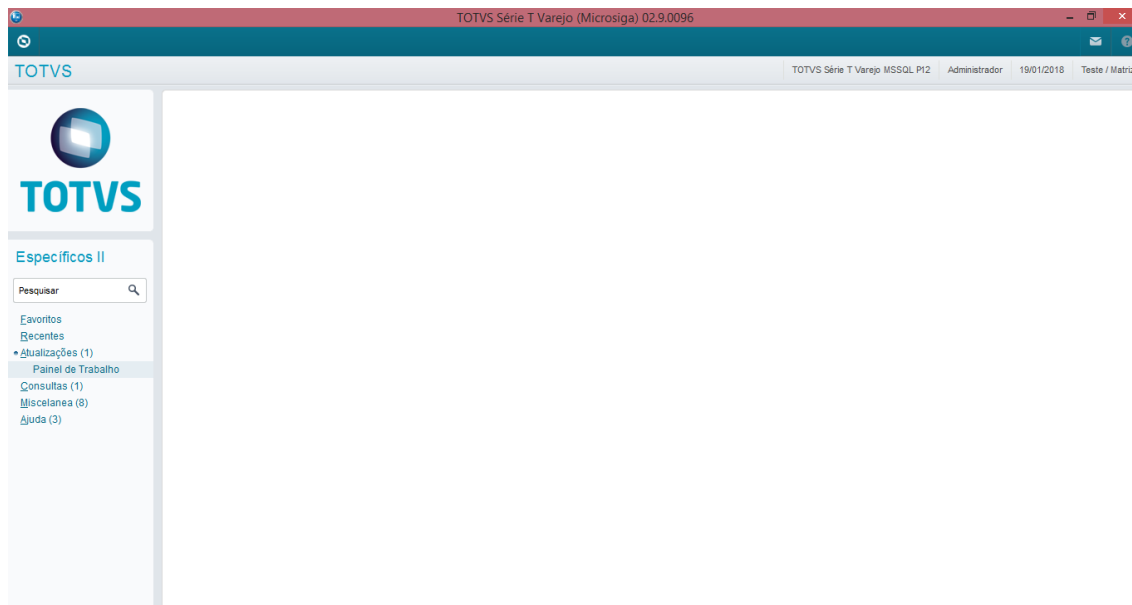 TOTVS Série T Varejo (Microsiga) 02.9.0096
TOTVS
TOTVS Série T Varejo MSSQL P12 Administrador 19/01/2018 Teste / Matriz
TOTVS
Específicos II
Pesquisar
Favoritos
Recentes
Atualizações (1)
Painel de Trabalho
Consultas (1)
Miscelanea (8)
Ajuda (3)